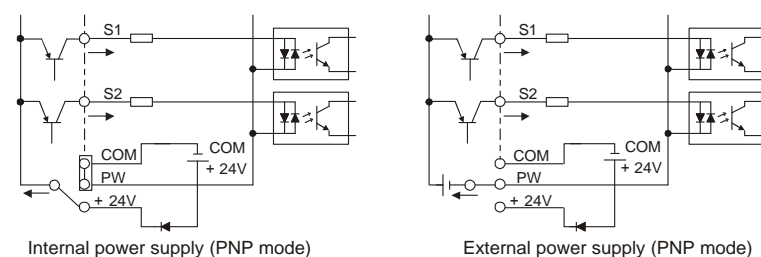 S1
S2
COM
PW
+ 24V
COM
+ 24V
Internal power supply (PNP mode)
S1
S2
COM
PW
+ 24V
COM
+ 24V
External power supply (PNP mode)